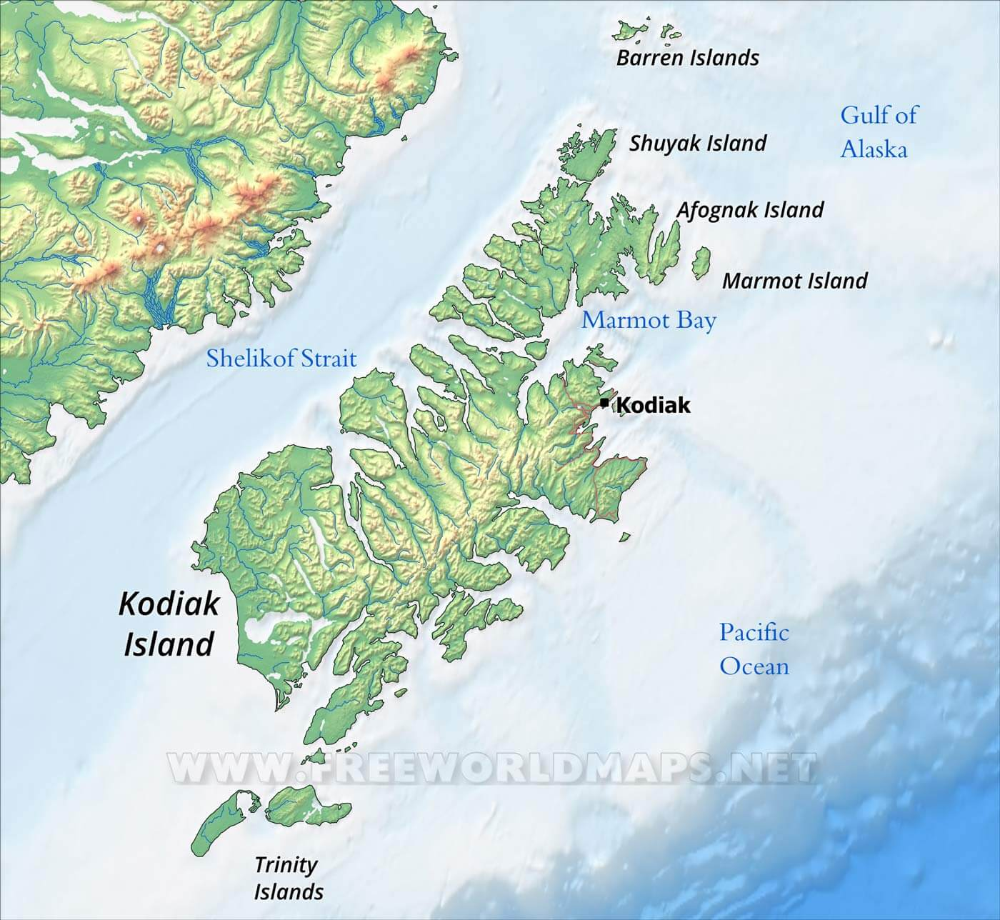 Barren Islands
Gulf of
Alaska
Shuyak Island
Afognak Island
Marmot Island
Marmot Bay
Shelikof Strait
Kodiak
Kodiak
Island
Pacific
Ocean
WWW.FREEWORLDMAPS.NET
Trinity
Islands